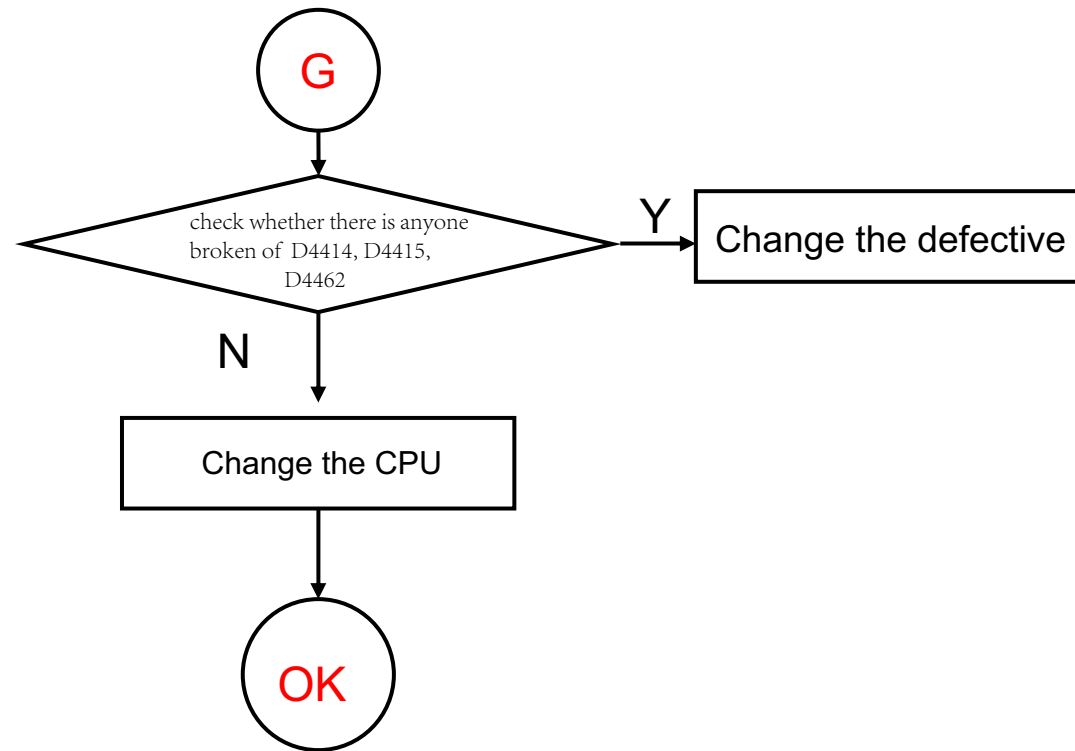 G
check whether there is anyone
broken of D4414, D4415,
D4462
Y
Change the defective
N
Change the CPU
OK